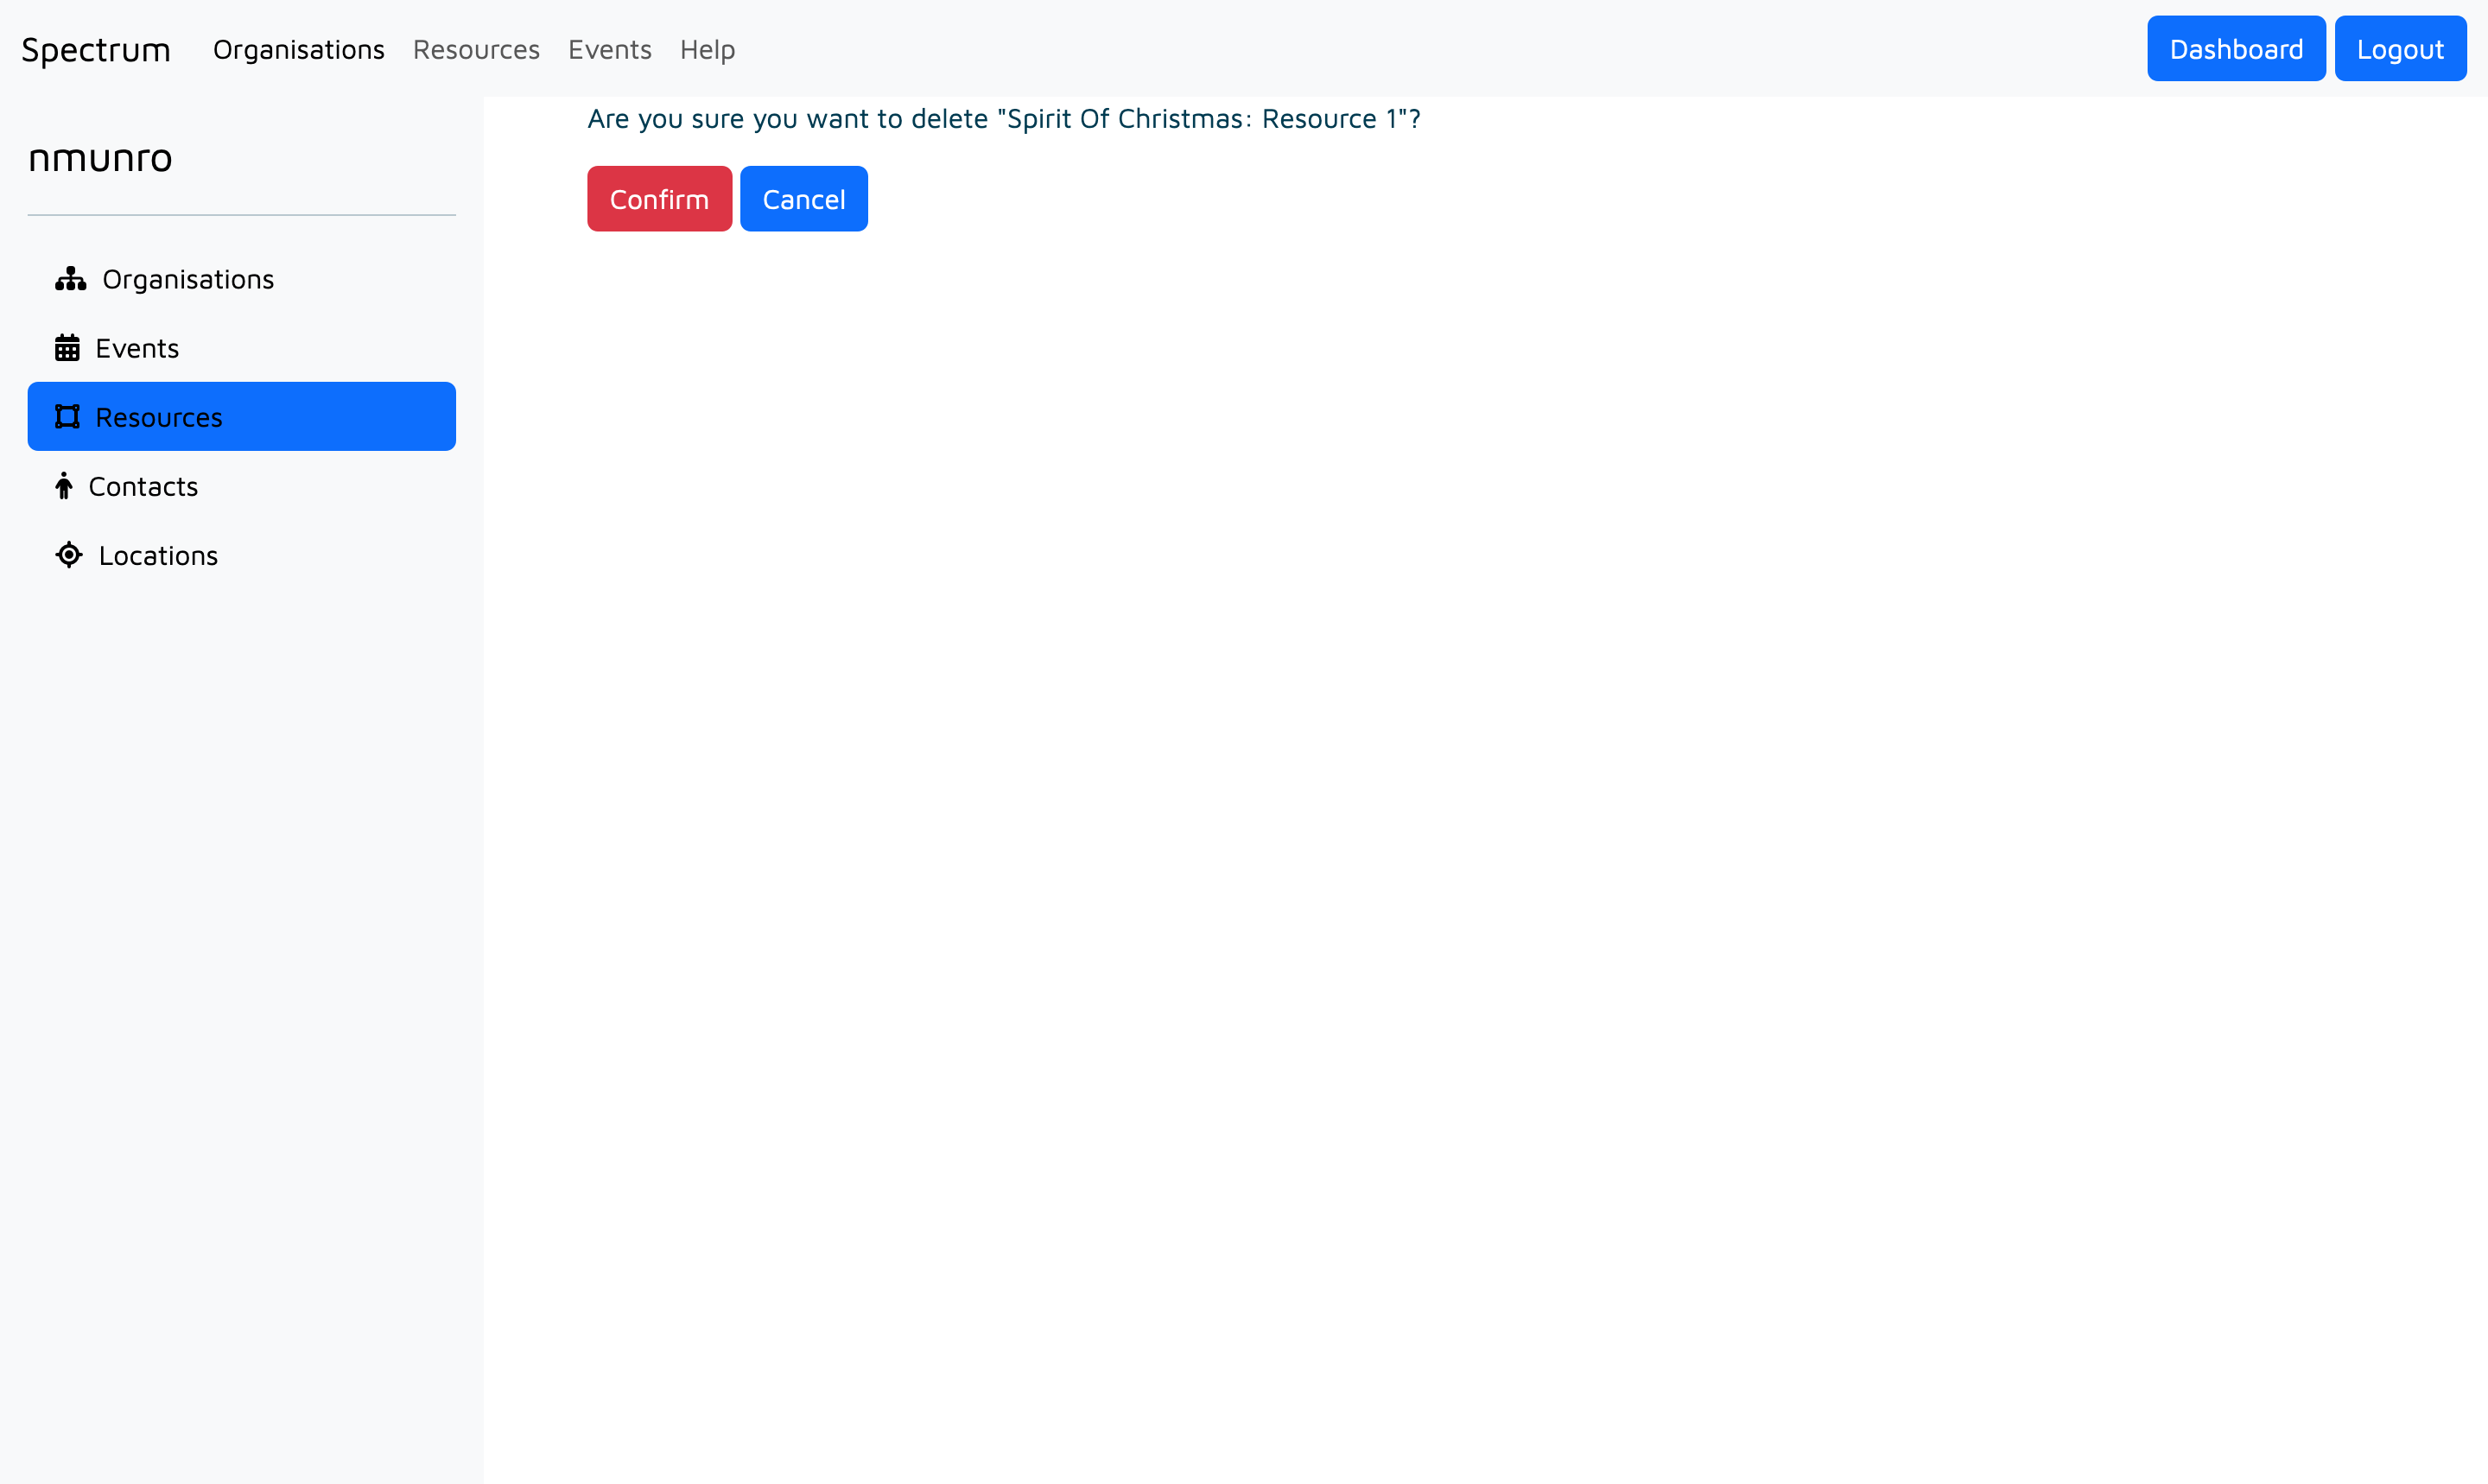 Spectrum Organisations Resources Events Help Dashboard Logout
nmunro
Organisations
Events
Resources
Contacts
Locations
Are you sure you want to delete "Spirit Of Christmas: Resource 1"?
Confirm Cancel